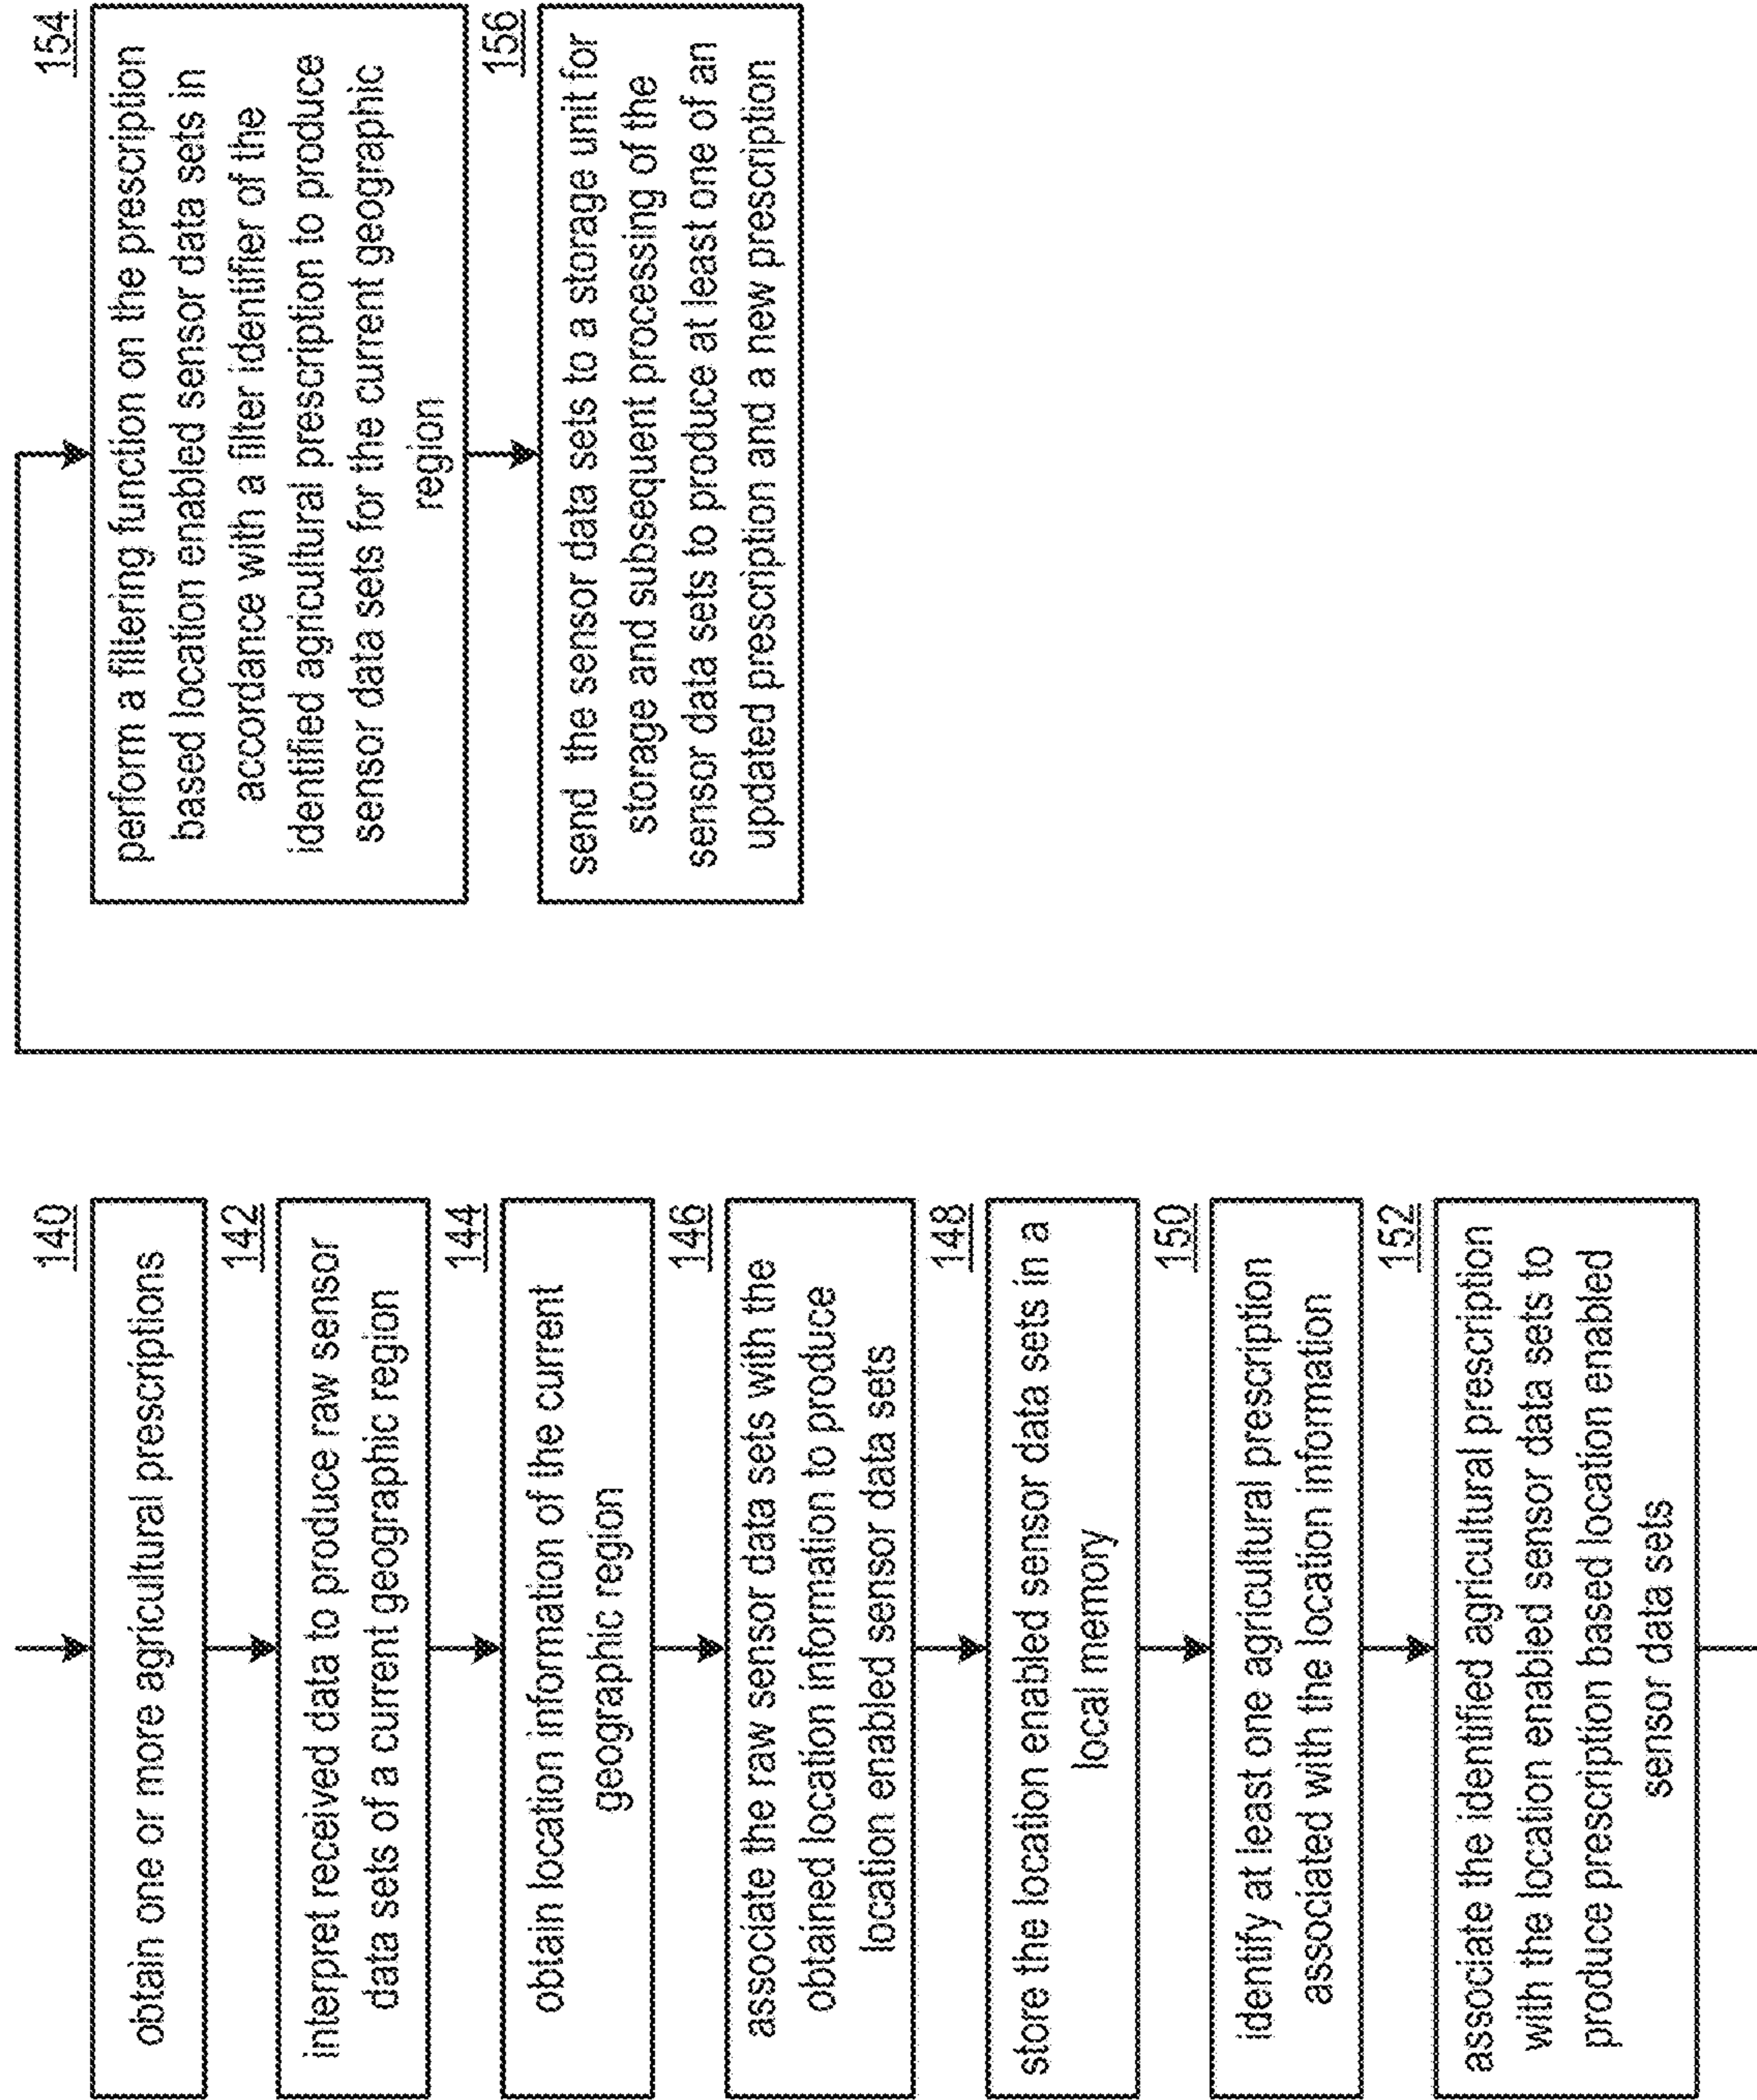 140
obtain one or more agricultural prescriptions
142
interpret received data to produce raw sensor
data sets of a current geographic region
144
obtain location information of the current
geographic region
146
associate the raw sensor data sets with the
obtained location information to produce
location enabled sensor data sets
148
store the location enabled sensor data sets in a
local memory
150
identify at least one agricultural prescription
associated with the location information
152
associate the identified agricultural prescription
with the location enabled sensor data sets to
produce prescription based location enabled
sensor data sets
154
perform a filtering function on the prescription
based location enabled sensor data sets in
accordance with a filter identifier of the
identified agricultural prescription to produce
sensor data sets for the current geographic
region
156
send the sensor data sets to a storage unit for
storage and subsequent processing of the
sensor data sets to produce at least one of an
updated prescription and a new prescription